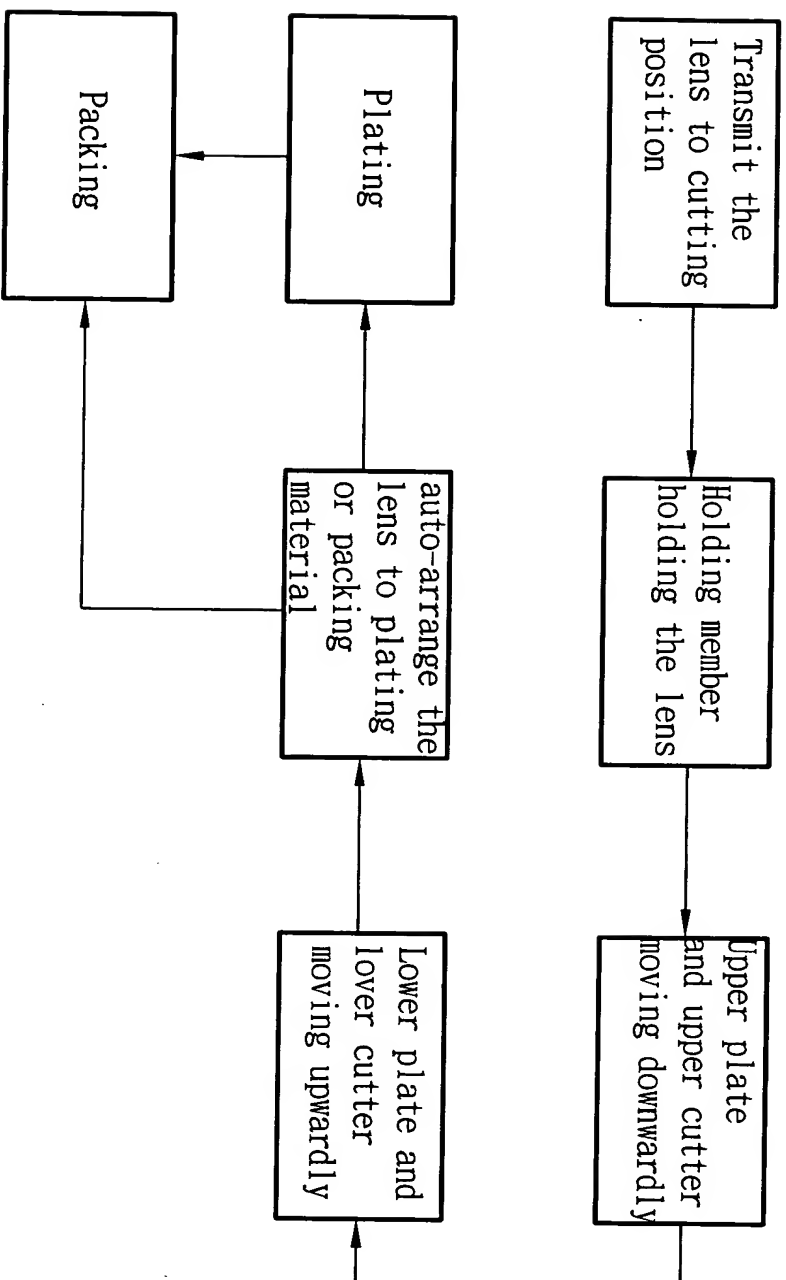 Transmit the
lens to cutting
position
Holding member
holding the lens
Upper plate
and upper cutter
moving downwardly
Lower plate and
lover cutter
moving upwardly
auto-arrange the
lens to plating
or packing
material
Plating
Packing